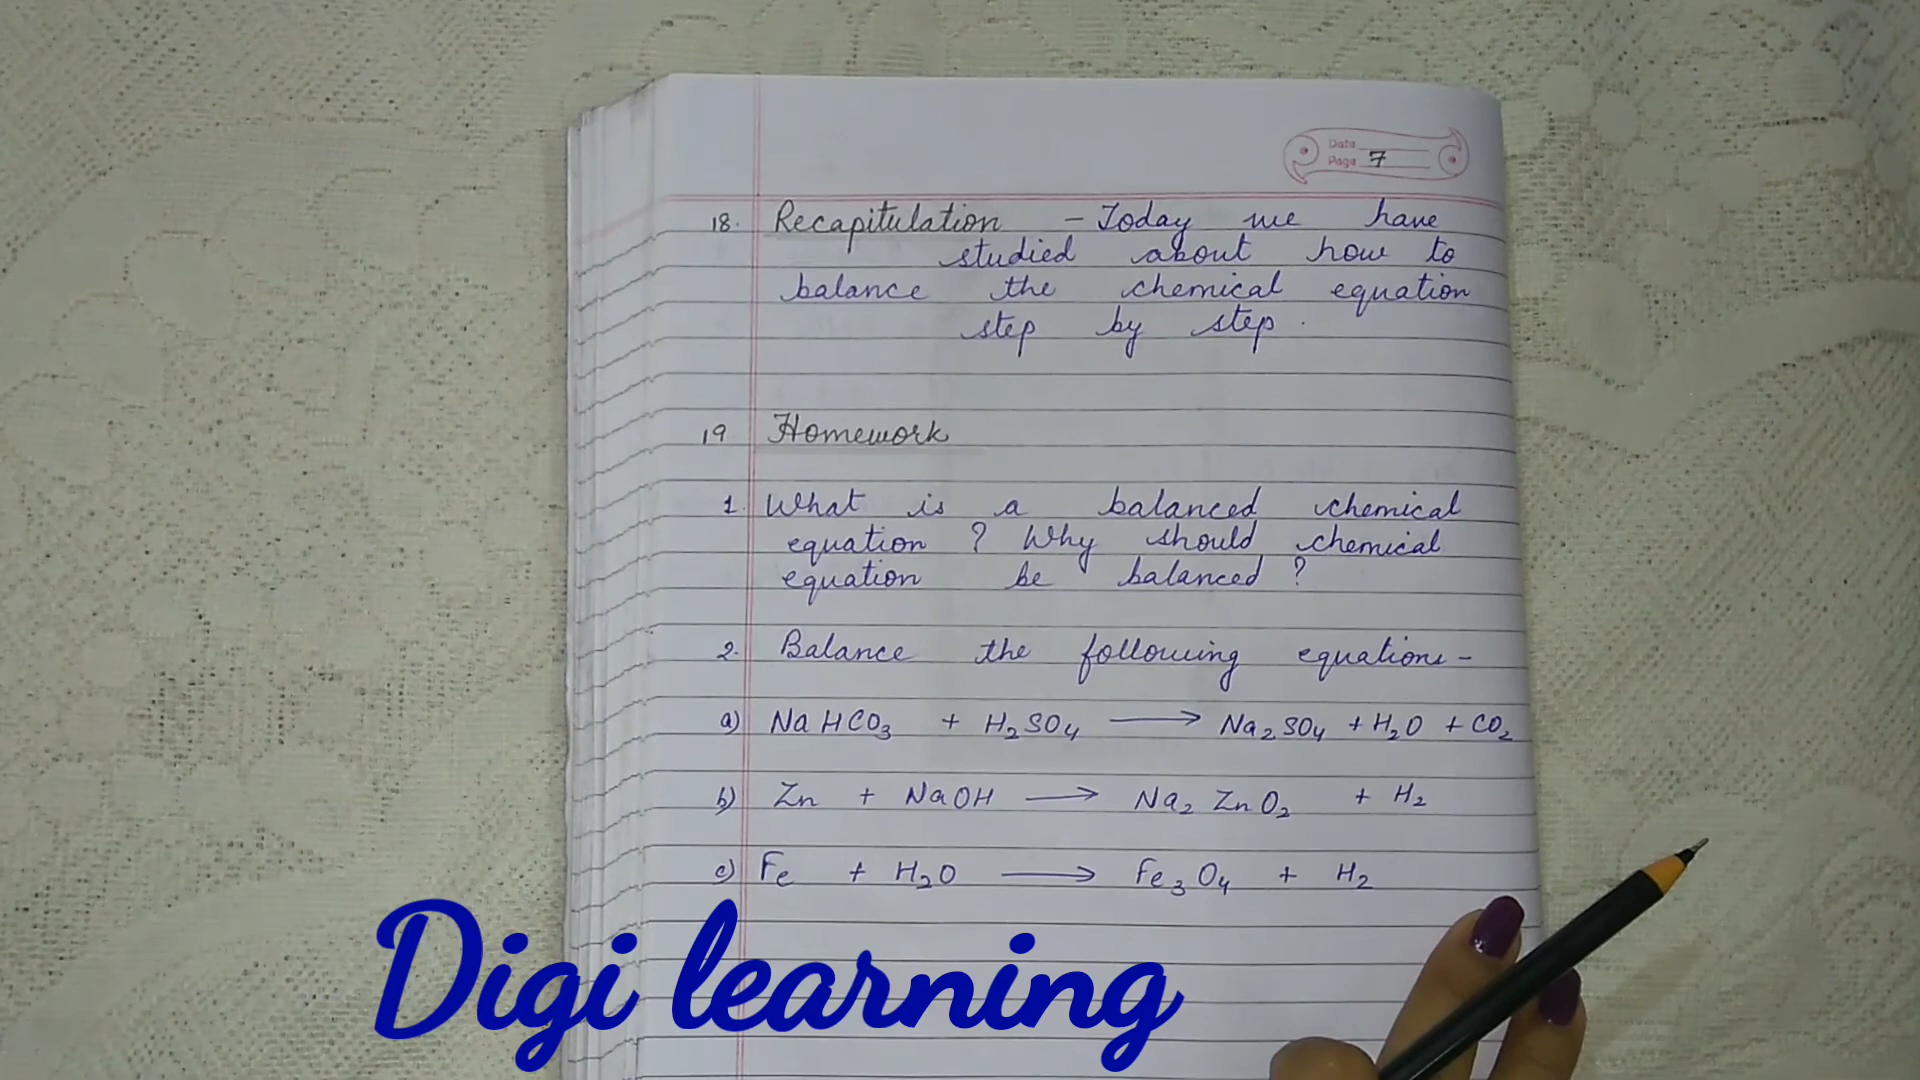 Date
Page 7
18. Recapitulation - Today we have
studied about how to
balance the chemical equation
step by step.
19 Homework
1. What is a balanced chemical
equation? Why should chemical
equation be balanced?
2. Balance the following equations-
a) NaHCO₃ + H₂SO₄ → Na₂SO₄ + H₂O + CO₂
b) Zn + NaOH → Na₂ZnO₂ + H₂
c) Fe + H₂O → Fe₃O₄ + H₂
Digi learning